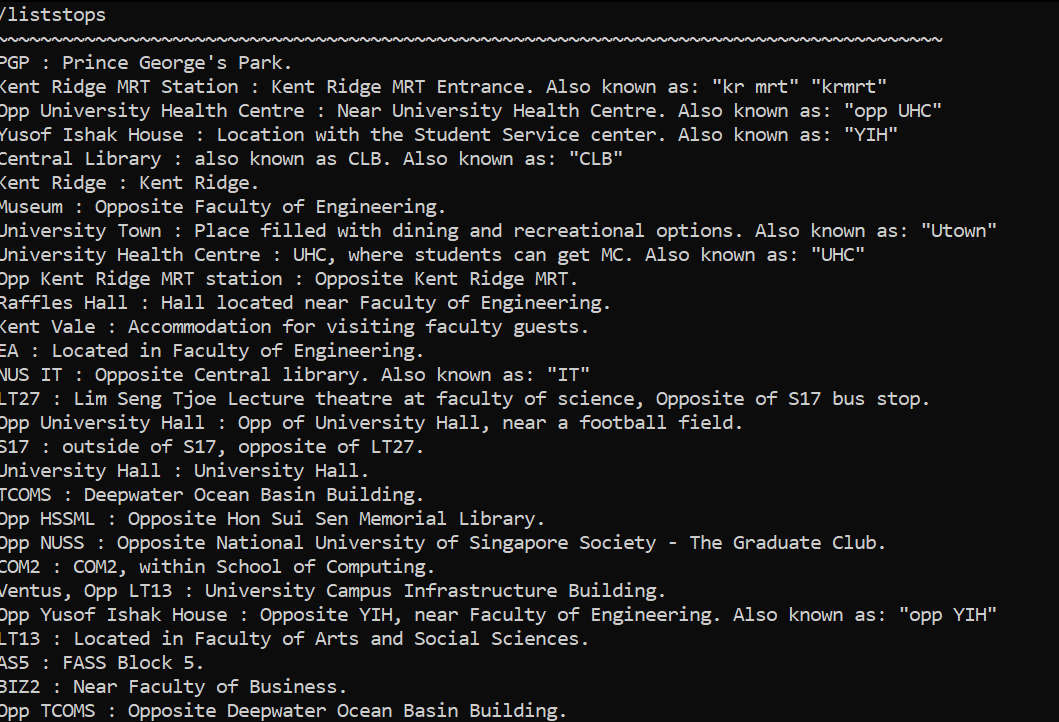 /liststops
~~~~~~~~~~~~~~~~~~~~~~~~~~~~~~~~~~~~~~~~~~~~~~~~~~~~~~~~~~~~~~~~~~~~~~~~~~~~~~~~~~~~~~
PGP : Prince George's Park.
Kent Ridge MRT Station : Kent Ridge MRT Entrance. Also known as: "kr mrt" "krmrt"
Opp University Health Centre : Near University Health Centre. Also known as: "opp UHC"
Yusof Ishak House : Location with the Student Service center. Also known as: "YIH"
Central Library : also known as CLB. Also known as: "CLB"
Kent Ridge : Kent Ridge.
Museum : Opposite Faculty of Engineering.
University Town : Place filled with dining and recreational options. Also known as: "Utown"
University Health Centre : UHC, where students can get MC. Also known as: "UHC"
Opp Kent Ridge MRT station : Opposite Kent Ridge MRT.
Raffles Hall : Hall located near Faculty of Engineering.
Kent Vale : Accommodation for visiting faculty guests.
EA : Located in Faculty of Engineering.
NUS IT : Opposite Central library. Also known as: "IT"
LT27 : Lim Seng Tjoe Lecture theatre at faculty of science, Opposite of S17 bus stop.
Opp University Hall : Opp of University Hall, near a football field.
S17 : outside of S17, opposite of LT27.
University Hall : University Hall.
TCOMS : Deepwater Ocean Basin Building.
Opp HSSML : Opposite Hon Sui Sen Memorial Library.
Opp NUSS : Opposite National University of Singapore Society - The Graduate Club.
COM2 : COM2, within School of Computing.
Ventus, Opp LT13 : University Campus Infrastructure Building.
Opp Yusof Ishak House : Opposite YIH, near Faculty of Engineering. Also known as: "opp YIH"
LT13 : Located in Faculty of Arts and Social Sciences.
AS5 : FASS Block 5.
BIZ2 : Near Faculty of Business.
Opp TCOMS : Opposite Deepwater Ocean Basin Building.